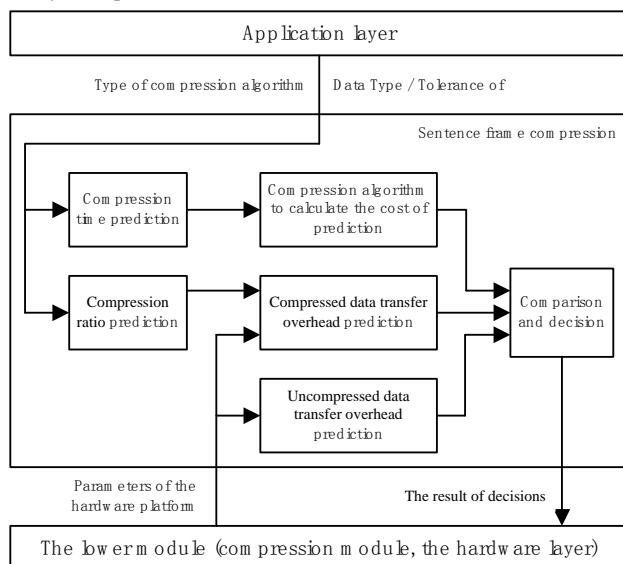 Application layer
Type of compression algorithm
Data Type / Tolerance of
Sentence frame compression
Compression
time prediction
Compression algorithm
to calculate the cost of
prediction
Compression
ratio prediction
Compressed data transfer
overhead prediction
Comparison
and decision
Uncompressed data
transfer overhead
prediction
Parameters of the
hardware platform
The result of decisions
The lower module (compression module, the hardware layer)